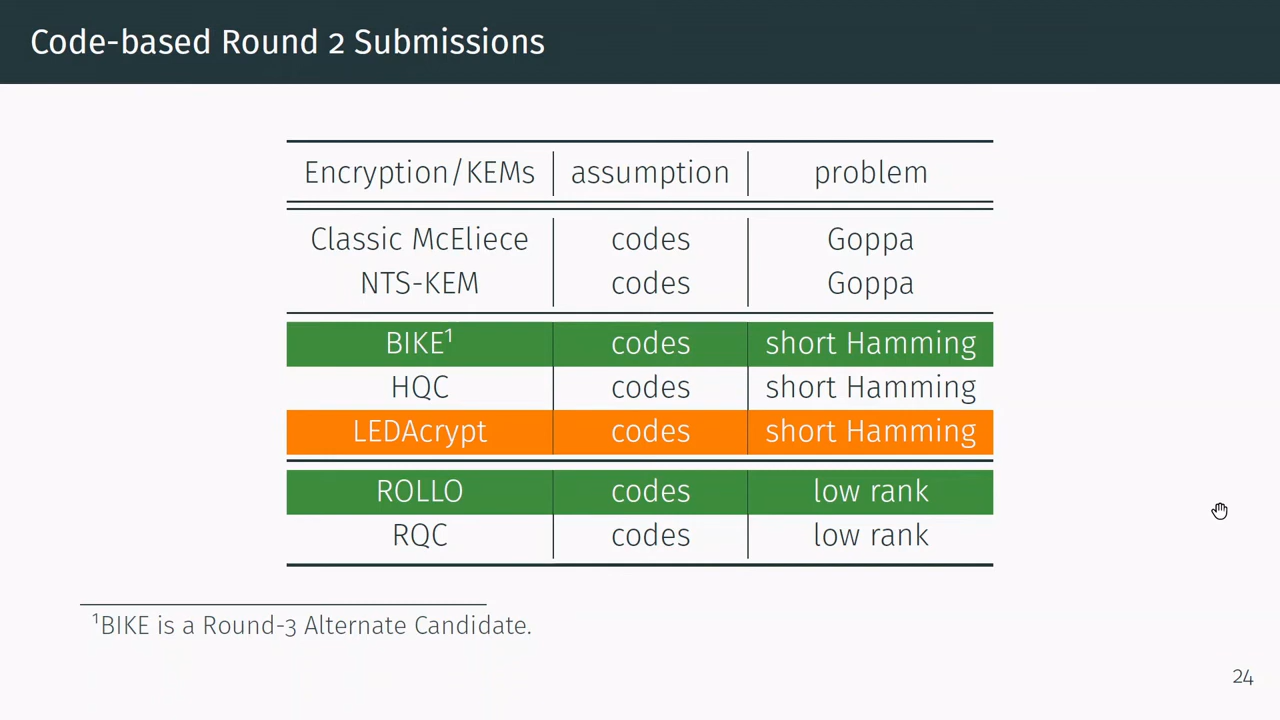 Code-based Round 2 Submissions
Encryption/KEMs assumption problem
Classic McEliece codes Goppa
NTS-KEM codes Goppa
BIKE¹ codes short Hamming
HQC codes short Hamming
LEDAcrypt codes short Hamming
ROLLO codes low rank
RQC codes low rank
¹BIKE is a Round-3 Alternate Candidate.
24